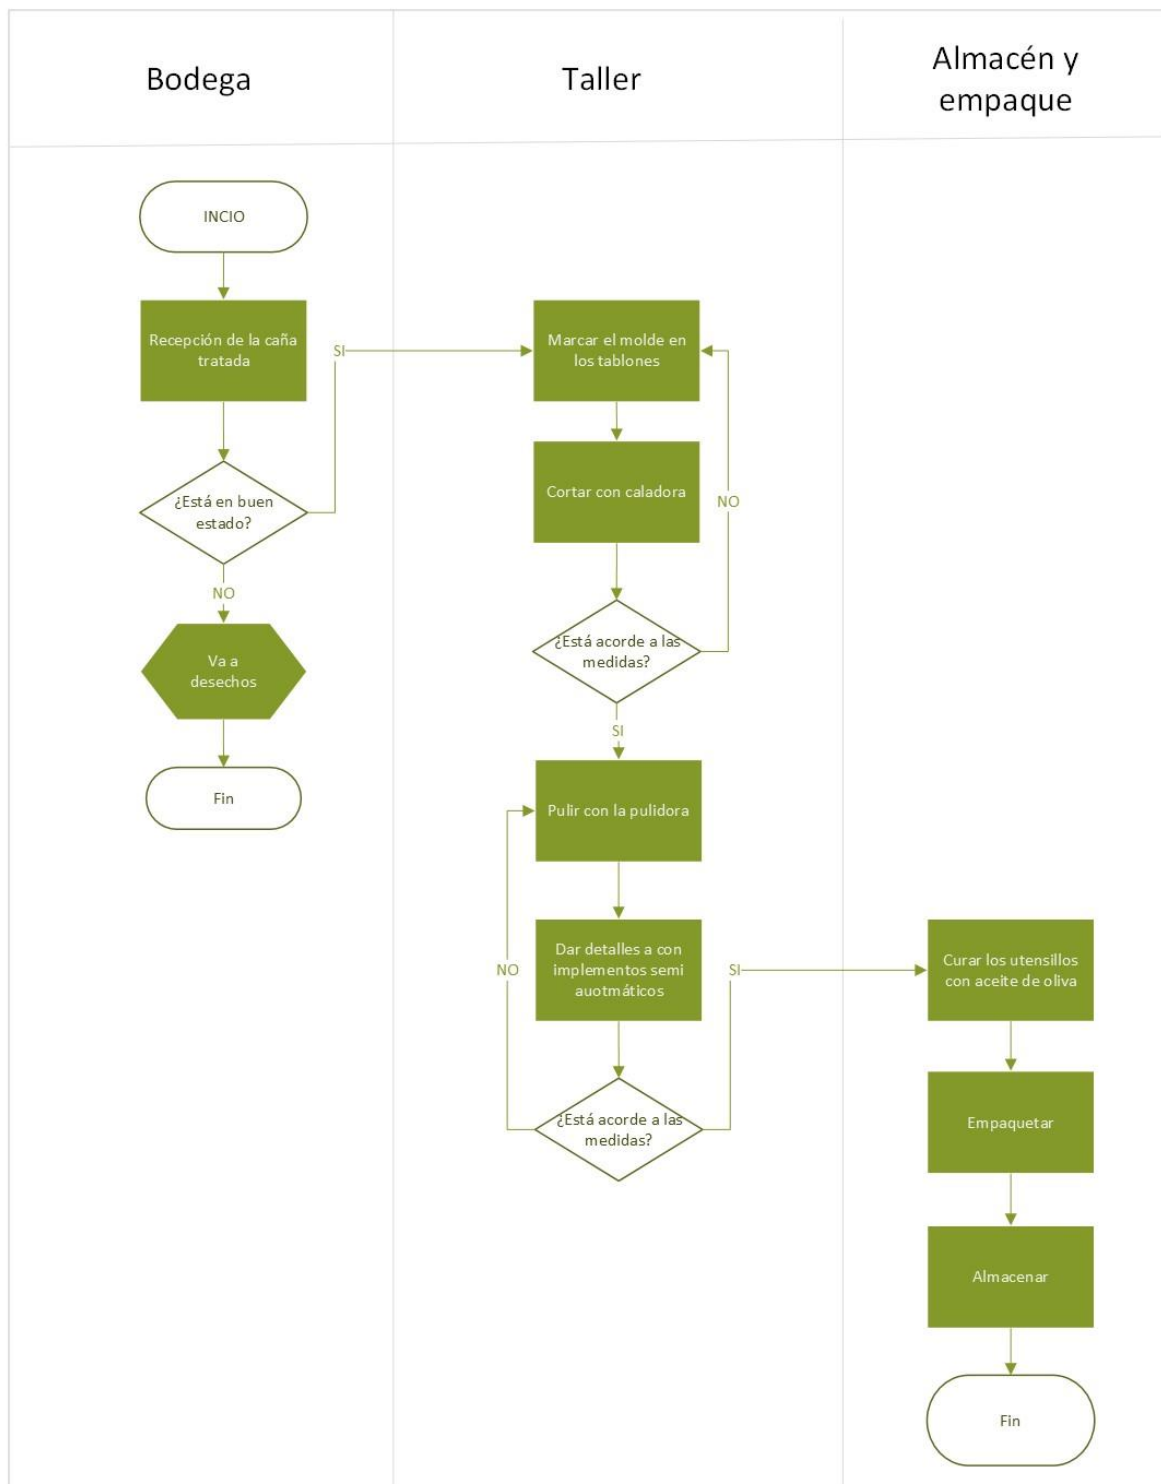 Bodega
Taller
Almacén y
empaque
INCIO
Recepción de la caña
tratada
¿Está en buen
estado?
NO
Va a
desechos
Fin
SI
Marcar el molde en
los tablones
Cortar con caladora
NO
¿Está acorde a las
medidas?
SI
Pulir con la pulidora
Dar detalles a con
implementos semi
auotmáticos
NO
¿Está acorde a las
medidas?
SI
Curar los utensillos
con aceite de oliva
Empaquetar
Almacenar
Fin